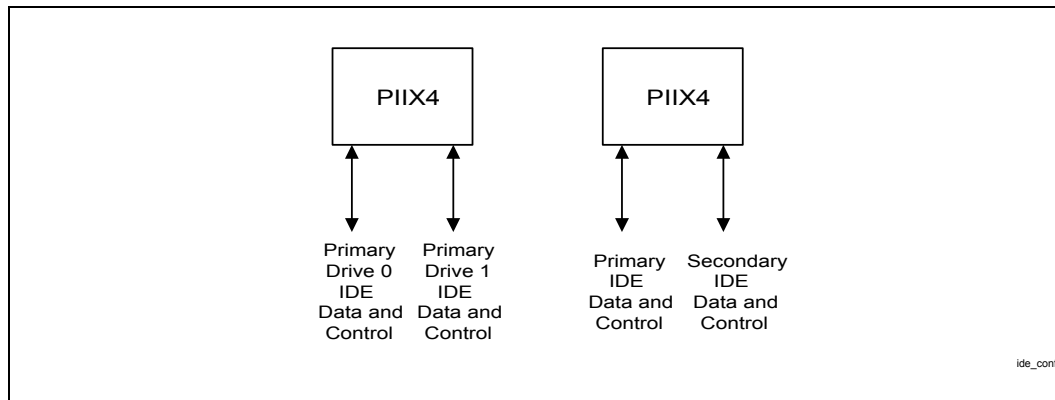 PIIX4
PIIX4
Primary
Drive 0
IDE
Data and
Control
Primary
Drive 1
IDE
Data and
Control
Primary
IDE
Data and
Control
Secondary
IDE
Data and
Control
ide_conf